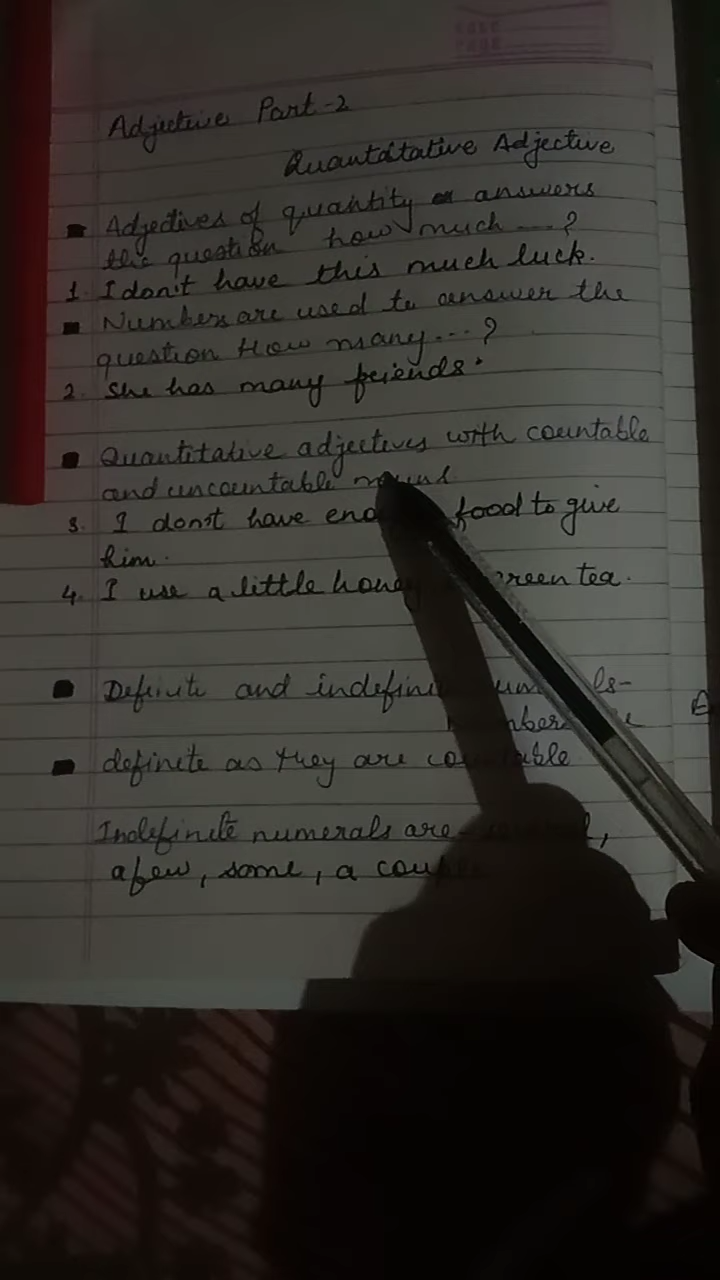 Adjective Part-2
Quantitative Adjective
Adjectives of quantity answers
the question how much ....?
1. I don't have this much luck.
Numbers are used to answer the
question How many....?
2. She has many friends.
Quantitative adjectives with countable
and uncountable
3. I don't have food to give
him.
4. I use a little honey green tea.
Definite and
definite as they are
Indefinite numerals are
a few, some, a